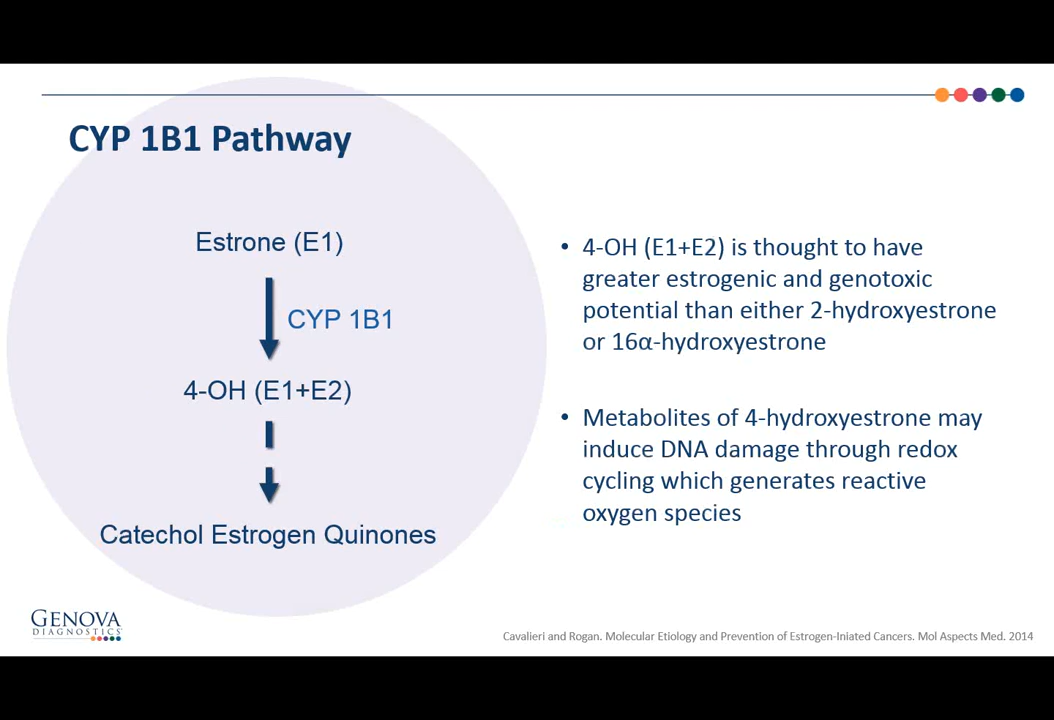 CYP 1B1 Pathway
Estrone (E1)
CYP 1B1
4-OH (E1+E2)
Catechol Estrogen Quinones
• 4-OH (E1+E2) is thought to have
greater estrogenic and genotoxic
potential than either 2-hydroxyestrone
or 16α-hydroxyestrone
• Metabolites of 4-hydroxyestrone may
induce DNA damage through redox
cycling which generates reactive
oxygen species
GENOVA
DIAGNOSTICS
Cavalieri and Rogan. Molecular Etiology and Prevention of Estrogen-Iniated Cancers. Mol Aspects Med. 2014